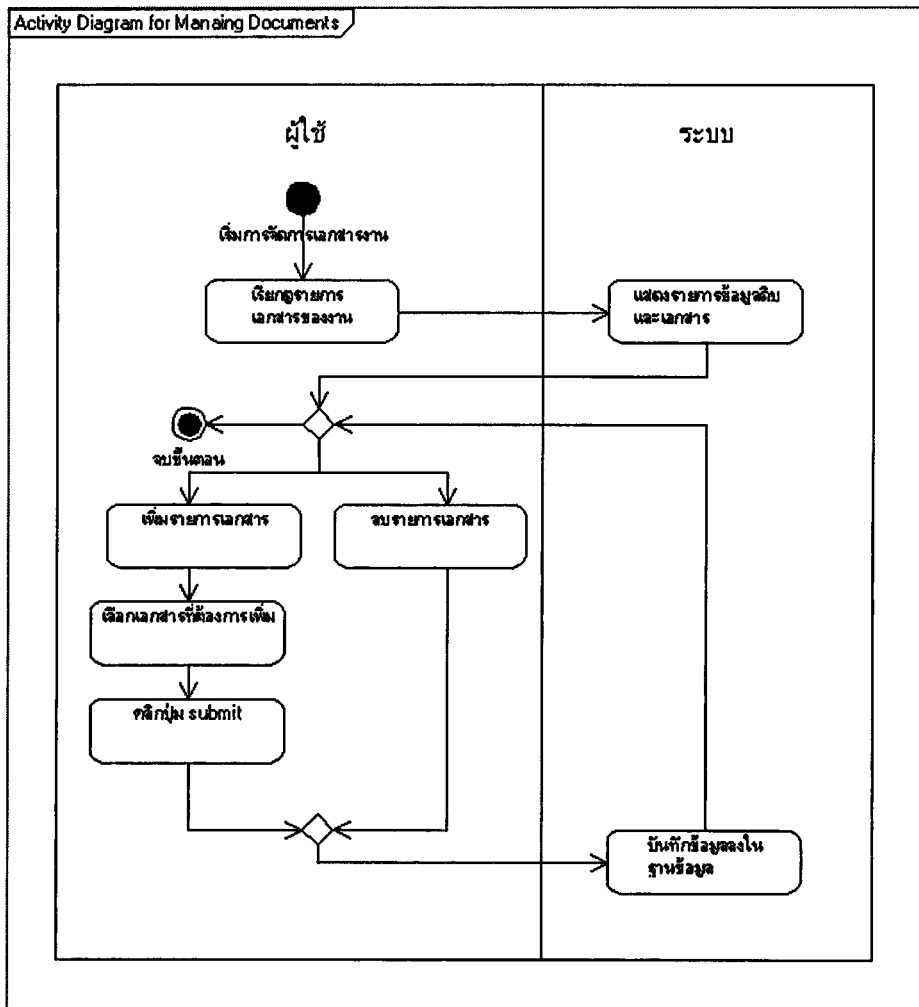 Activity Diagram for Manaing Documents
ผู้ใช้
ระบบ
เริ่มการจัดการเอกสารงาน
เรียกดูรายการ
เอกสารของงาน
แสดงรายการข้อมูลดิบ
และเอกสาร
จบขั้นตอน
เพิ่มรายการเอกสาร
ลบรายการเอกสาร
เลือกเอกสารที่ต้องการเพิ่ม
คลิกปุ่ม submit
บันทึกข้อมูลลงใน
ฐานข้อมูล